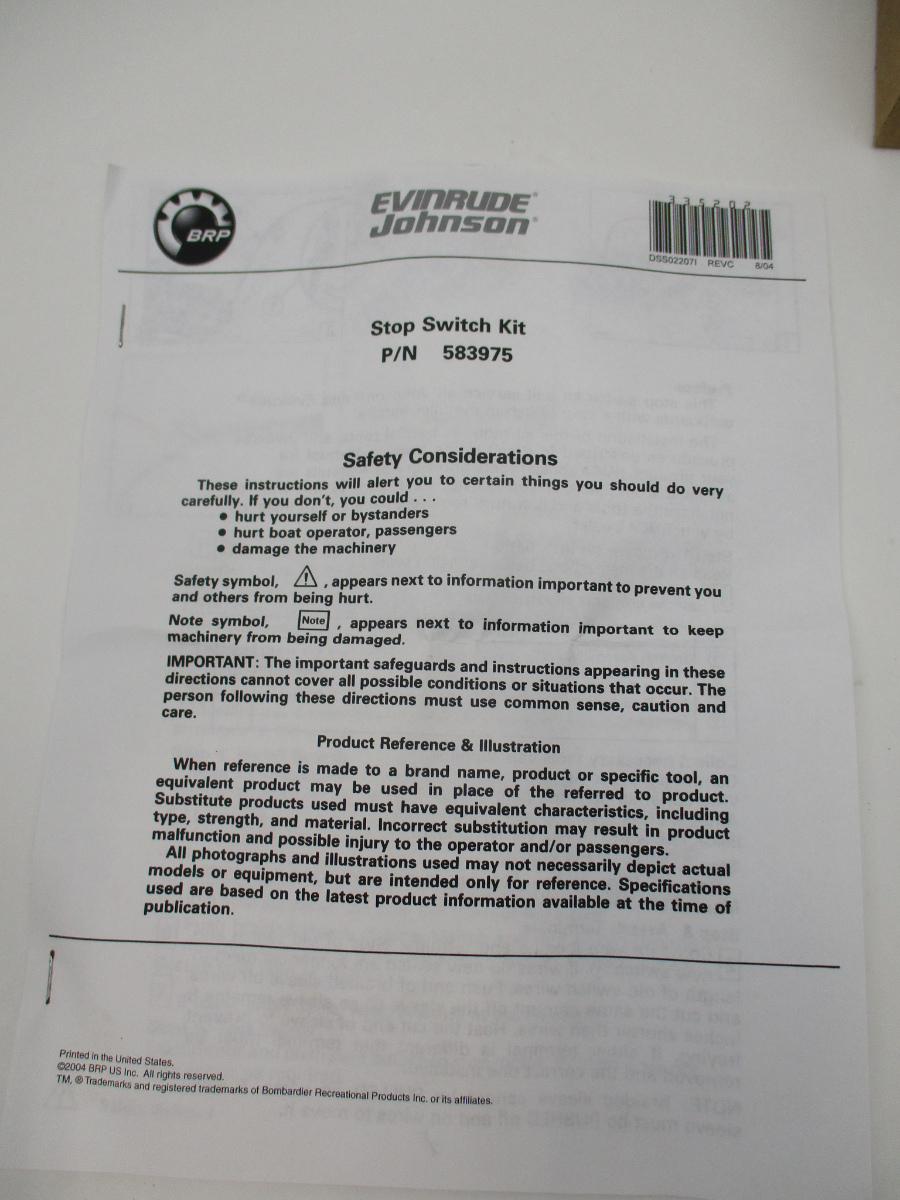 BRP
EVINRUDE®
Johnson®
335202
DSS02207I REVC 8/04
Stop Switch Kit
P/N 583975
Safety Considerations
These instructions will alert you to certain things you should do very
carefully. If you don't, you could . . .
• hurt yourself or bystanders
• hurt boat operator, passengers
• damage the machinery
Safety symbol, ⚠ , appears next to information important to prevent you
and others from being hurt.
Note symbol, Note , appears next to information important to keep
machinery from being damaged.
IMPORTANT: The important safeguards and instructions appearing in these
directions cannot cover all possible conditions or situations that occur. The
person following these directions must use common sense, caution and
care.
Product Reference & Illustration
When reference is made to a brand name, product or specific tool, an
equivalent product may be used in place of the referred to product.
Substitute products used must have equivalent characteristics, including
type, strength, and material. Incorrect substitution may result in product
malfunction and possible injury to the operator and/or passengers.
All photographs and illustrations used may not necessarily depict actual
models or equipment, but are intended only for reference. Specifications
used are based on the latest product information available at the time of
publication.
Printed in the United States.
©2004 BRP US Inc. All rights reserved.
TM, ® Trademarks and registered trademarks of Bombardier Recreational Products Inc. or its affiliates.